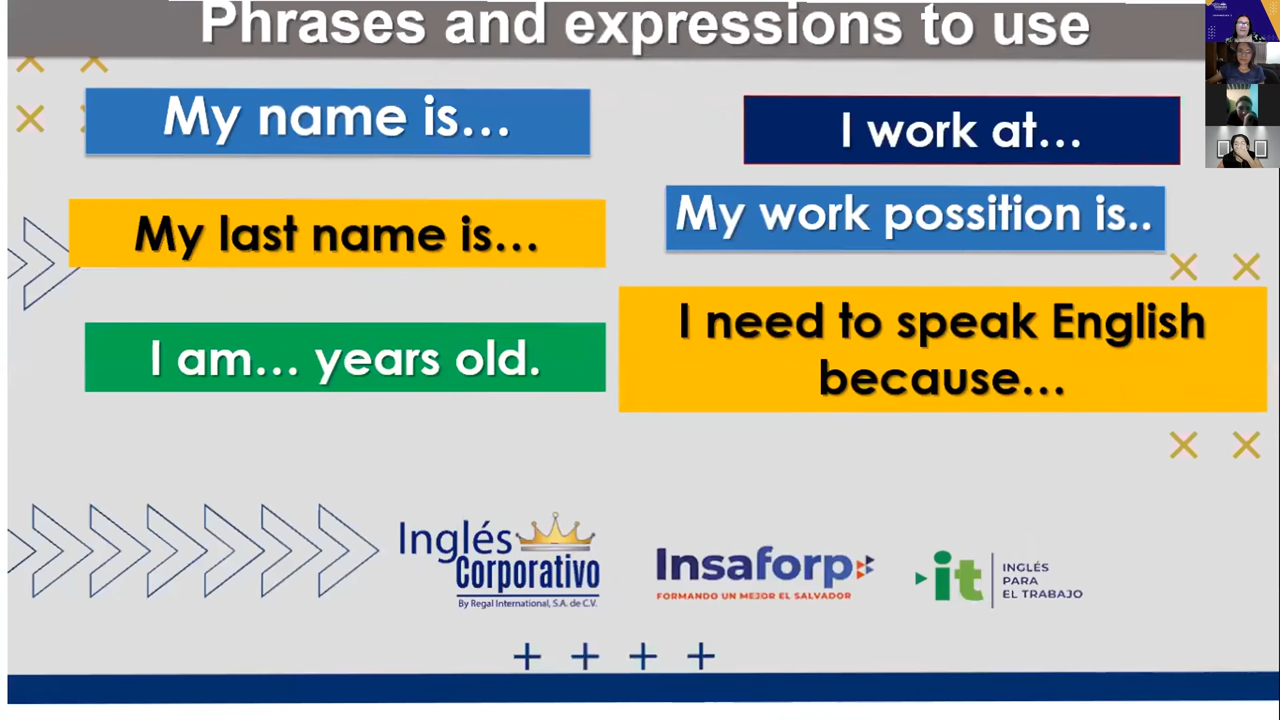 Phrases and expressions to use
My name is...
My last name is...
I am... years old.
I work at...
My work possition is..
I need to speak English
because...
Inglés
Corporativo
By Regal International, S.A. de C.V.
Insaforp
FORMANDO UN MEJOR EL SALVADOR
it
INGLÉS
PARA
EL TRABAJO